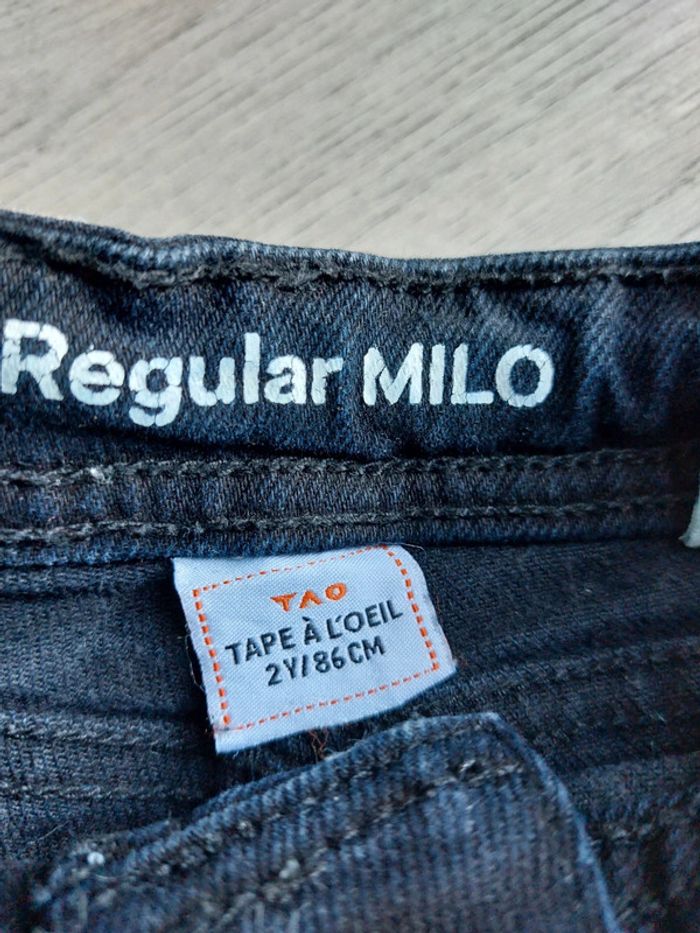 Regular MILO
TAO
TAPE À L'OEIL
2Y/86CM